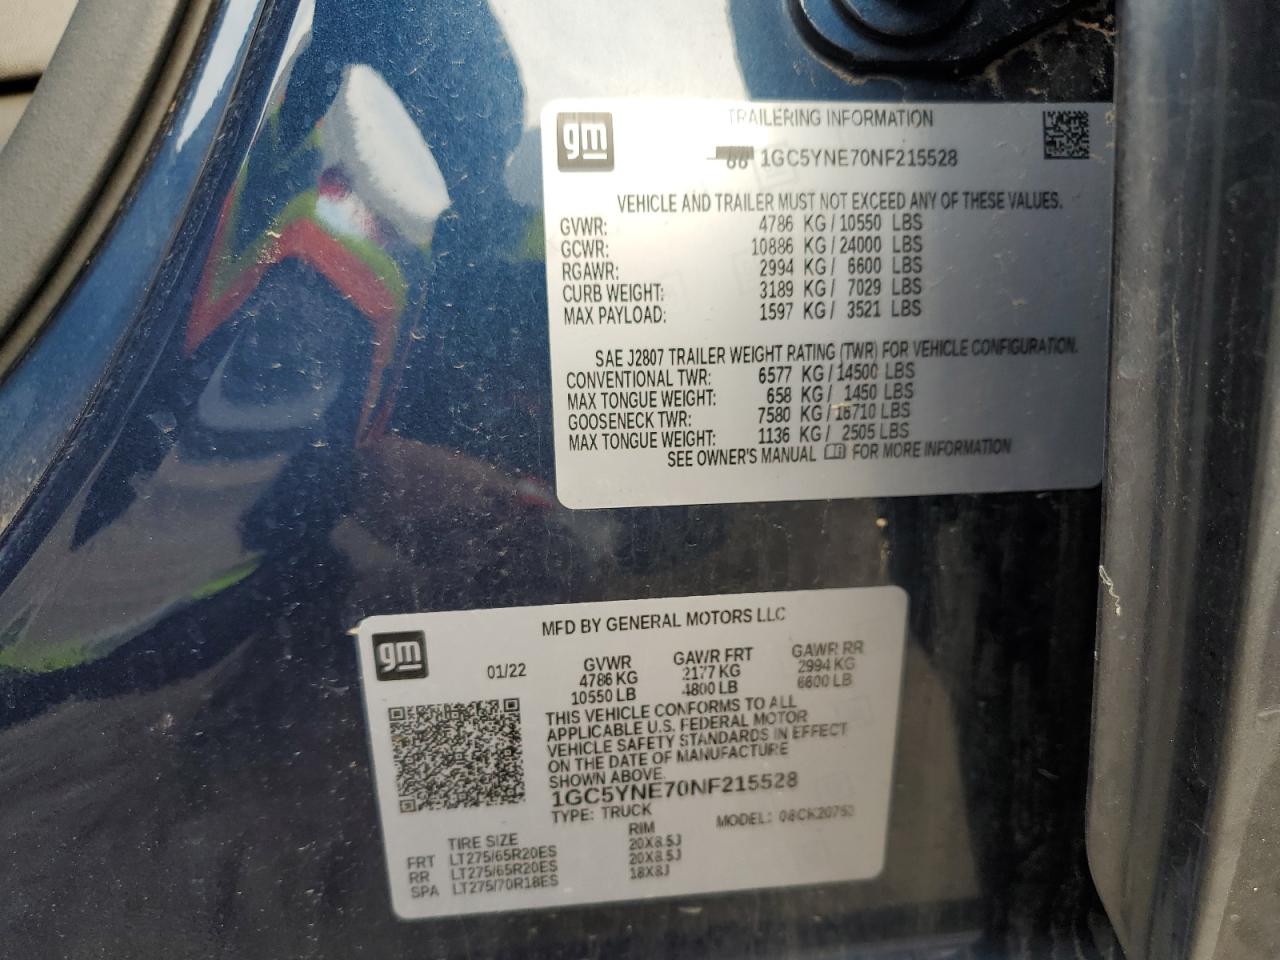 gm
TRAILERING INFORMATION
1GC5YNE70NF215528
VEHICLE AND TRAILER MUST NOT EXCEED ANY OF THESE VALUES.
GVWR: 4786 KG/10550 LBS
GCWR: 10886 KG/24000 LBS
RGAWR: 2994 KG/ 6600 LBS
CURB WEIGHT: 3189 KG/ 7029 LBS
MAX PAYLOAD: 1597 KG/ 3521 LBS
SAE J2807 TRAILER WEIGHT RATING (TWR) FOR VEHICLE CONFIGURATION.
CONVENTIONAL TWR: 6577 KG/14500 LBS
MAX TONGUE WEIGHT: 658 KG/ 1450 LBS
GOOSENECK TWR: 7580 KG/16710 LBS
MAX TONGUE WEIGHT: 1136 KG/ 2505 LBS
SEE OWNER'S MANUAL FOR MORE INFORMATION
gm
MFD BY GENERAL MOTORS LLC
01/22 GVWR GAWR FRT GAWR RR
4786 KG 2177 KG 2994 KG
10550 LB 4800 LB 6600 LB
THIS VEHICLE CONFORMS TO ALL
APPLICABLE U.S. FEDERAL MOTOR
VEHICLE SAFETY STANDARDS IN EFFECT
ON THE DATE OF MANUFACTURE
SHOWN ABOVE.
1GC5YNE70NF215528
TYPE: TRUCK MODEL:
TIRE SIZE RIM
FRT LT275/65R20ES 20X8.5J
RR LT275/65R20ES 20X8.5J
SPA LT275/70R18ES 18X8J